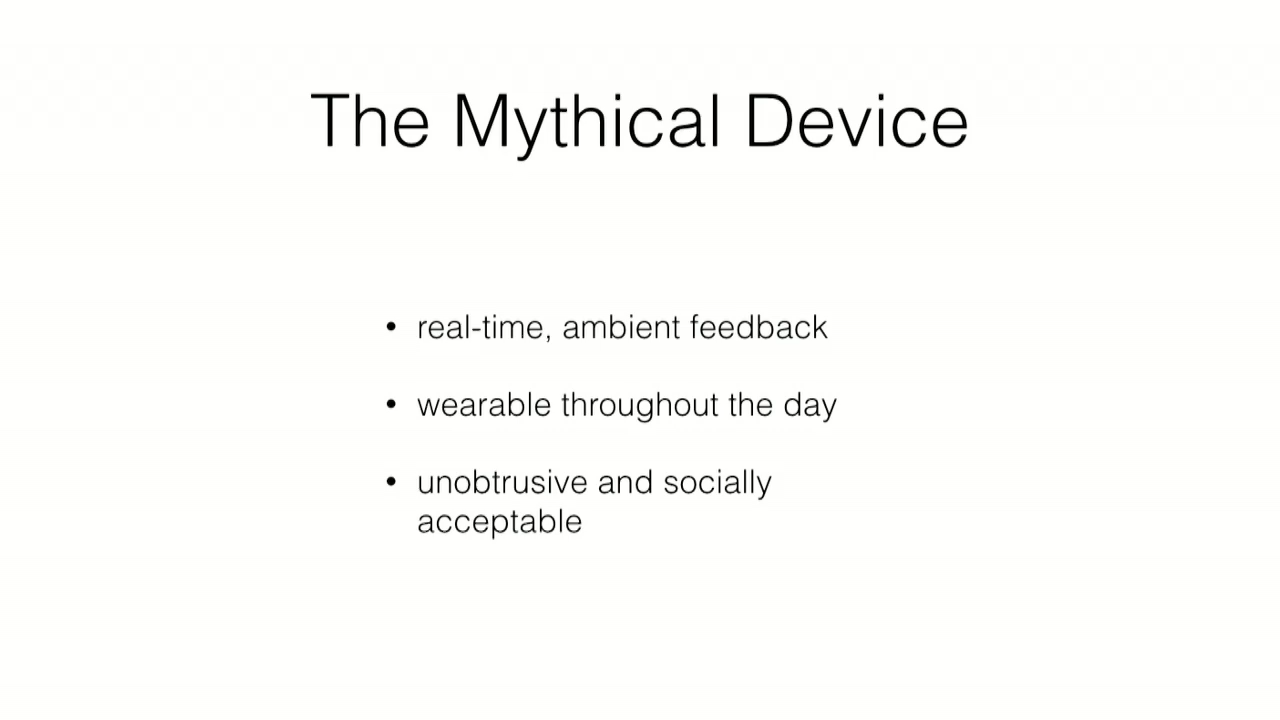 The Mythical Device
• real-time, ambient feedback
• wearable throughout the day
• unobtrusive and socially
acceptable